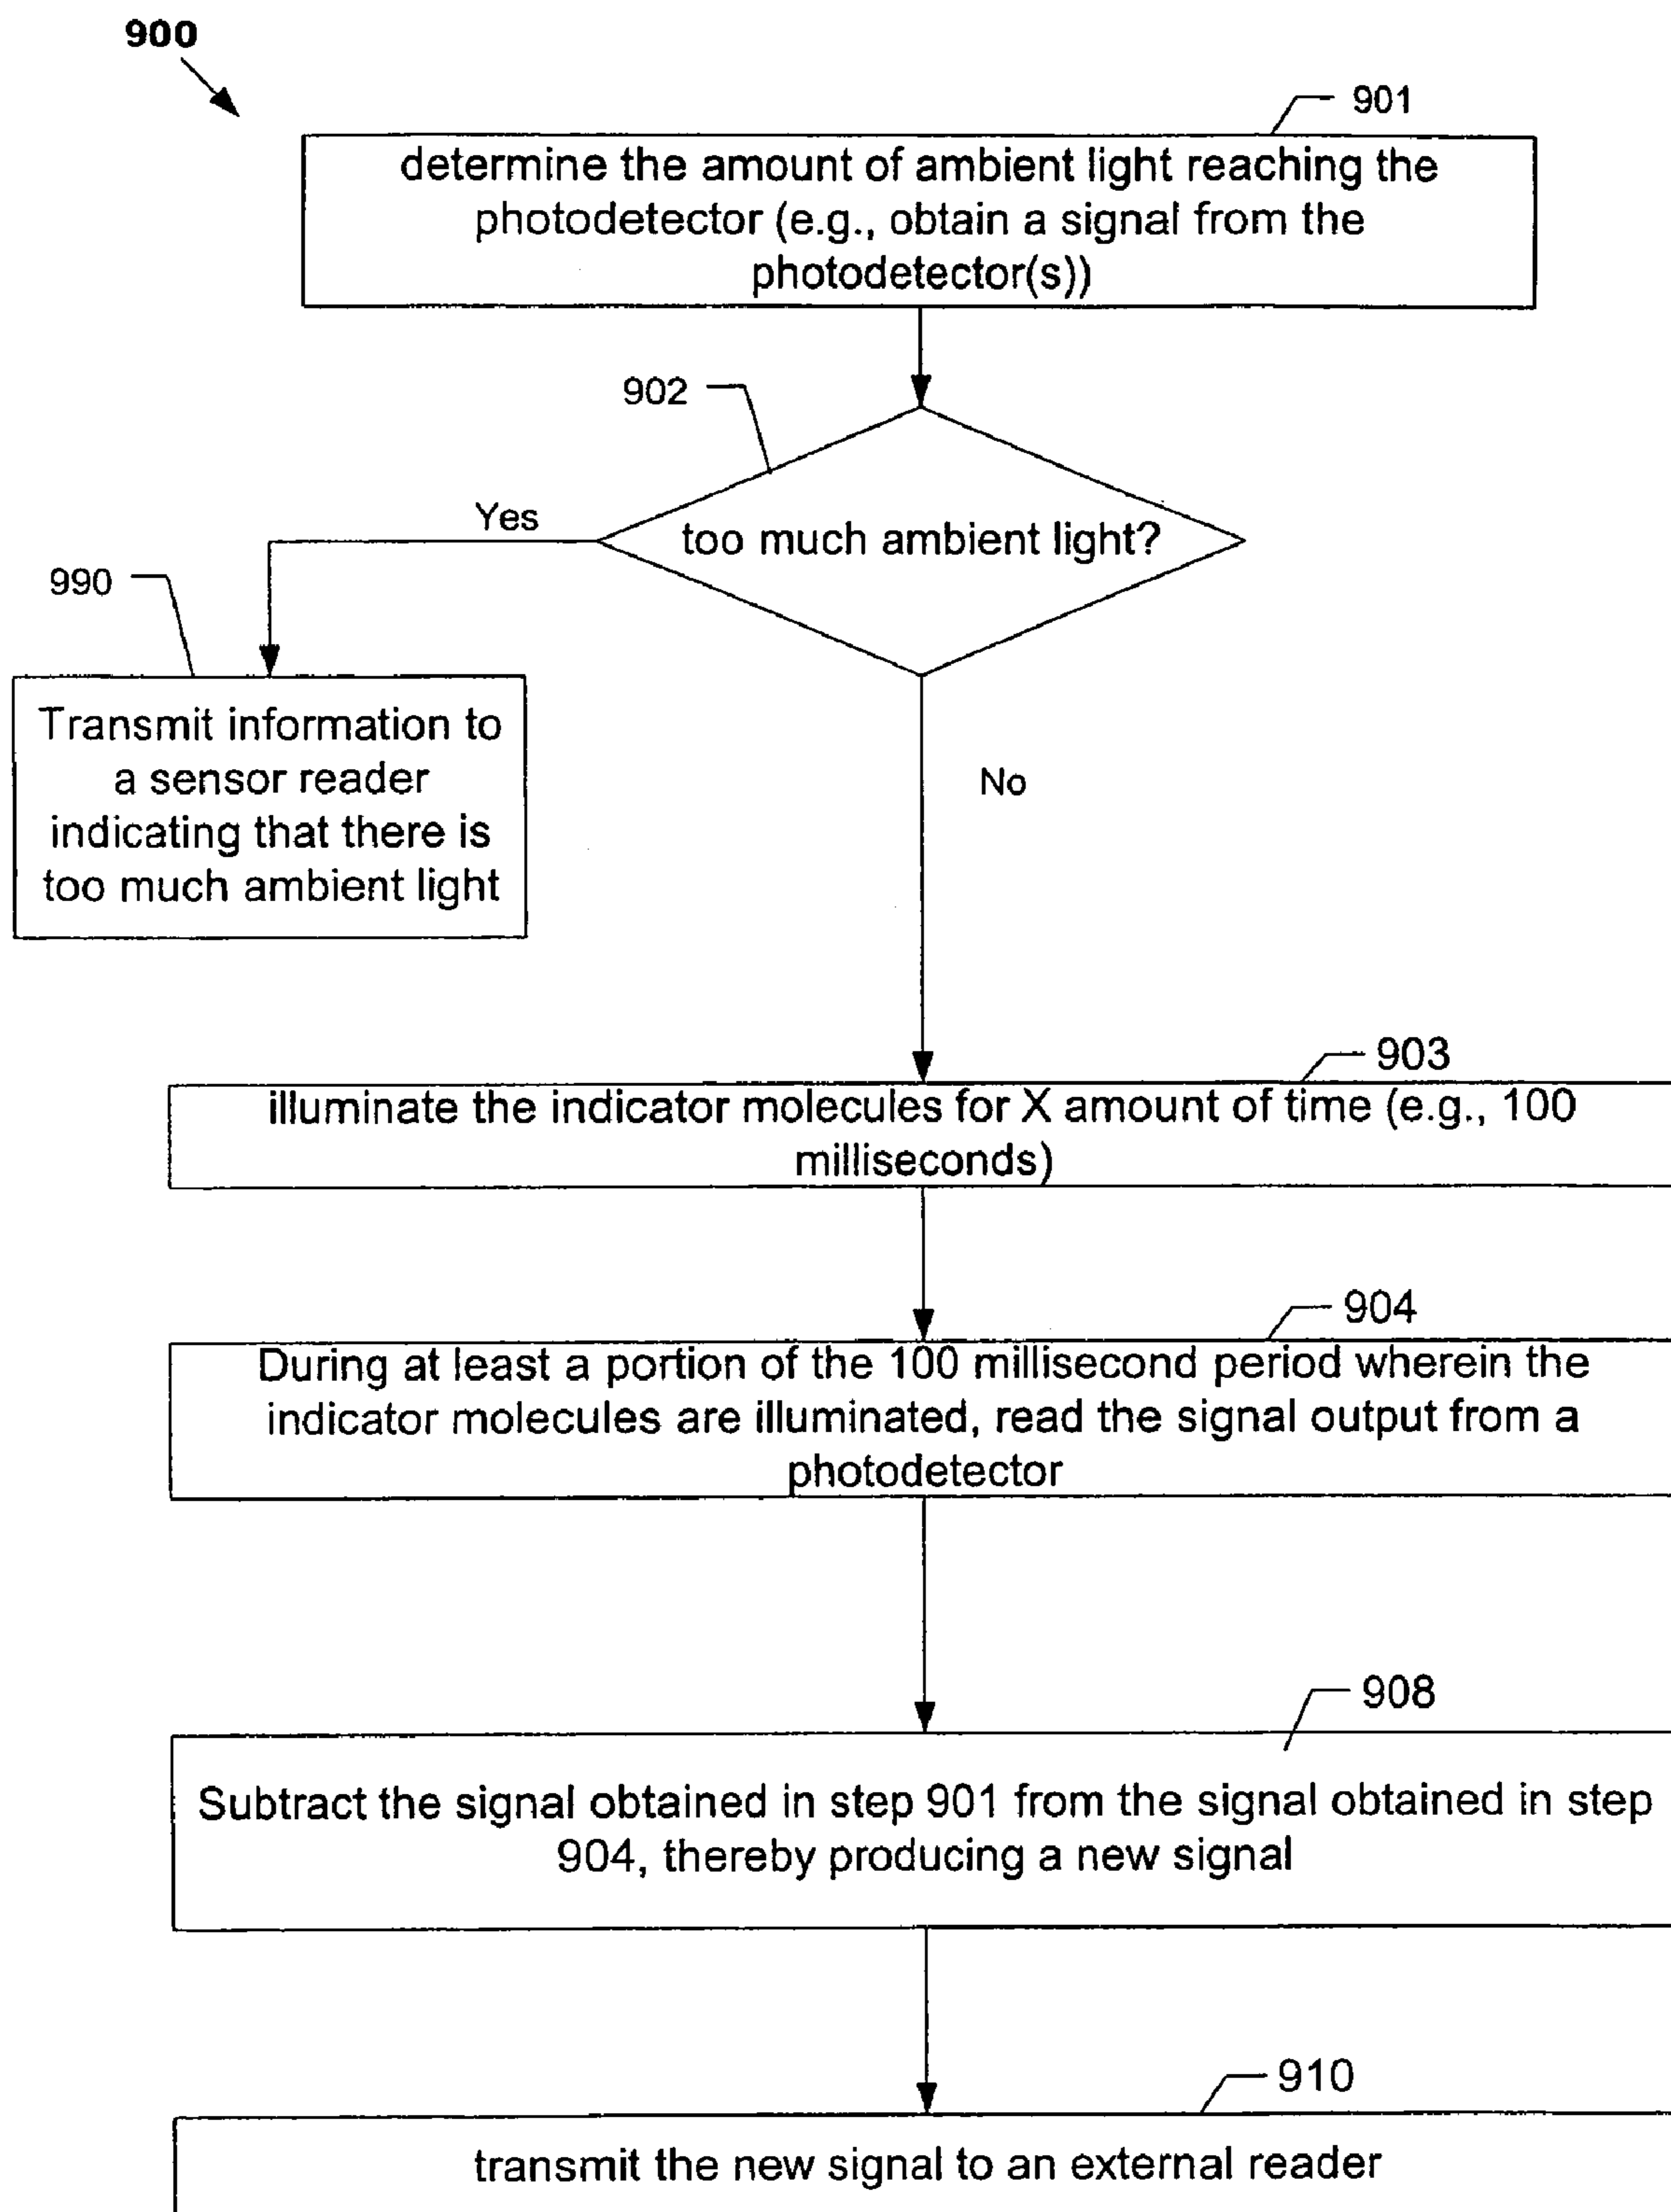 900
901
determine the amount of ambient light reaching the
photodetector (e.g., obtain a signal from the
photodetector(s))
902
too much ambient light?
Yes
990
Transmit information to
a sensor reader
indicating that there is
too much ambient light
No
903
illuminate the indicator molecules for X amount of time (e.g., 100
milliseconds)
904
During at least a portion of the 100 millisecond period wherein the
indicator molecules are illuminated, read the signal output from a
photodetector
908
Subtract the signal obtained in step 901 from the signal obtained in step
904, thereby producing a new signal
910
transmit the new signal to an external reader